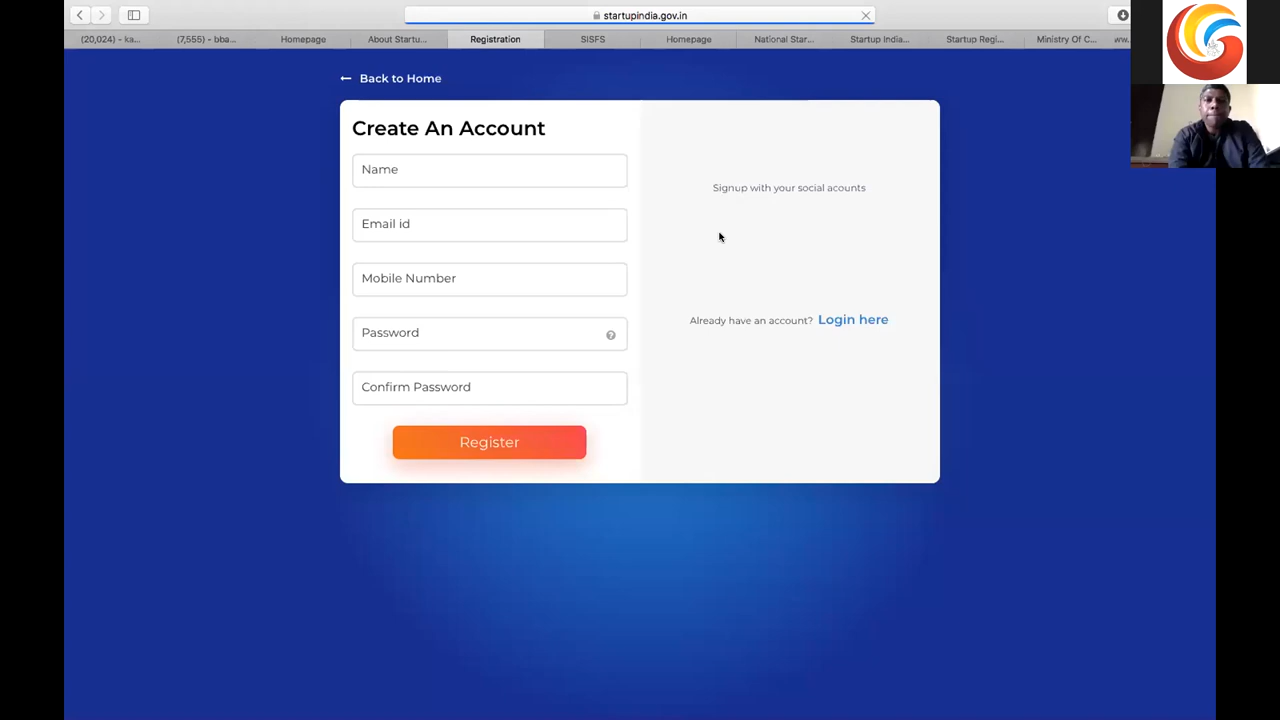 startupindia.gov.in
(20,024) - ka...
(7,555) - bba...
Homepage
About Startu...
Registration
SISFS
Homepage
National Star...
Startup India...
Startup Regi...
Ministry Of C...
www.
Back to Home
Create An Account
Name
Email id
Mobile Number
Password
Confirm Password
Register
Signup with your social acounts
Already have an account? Login here